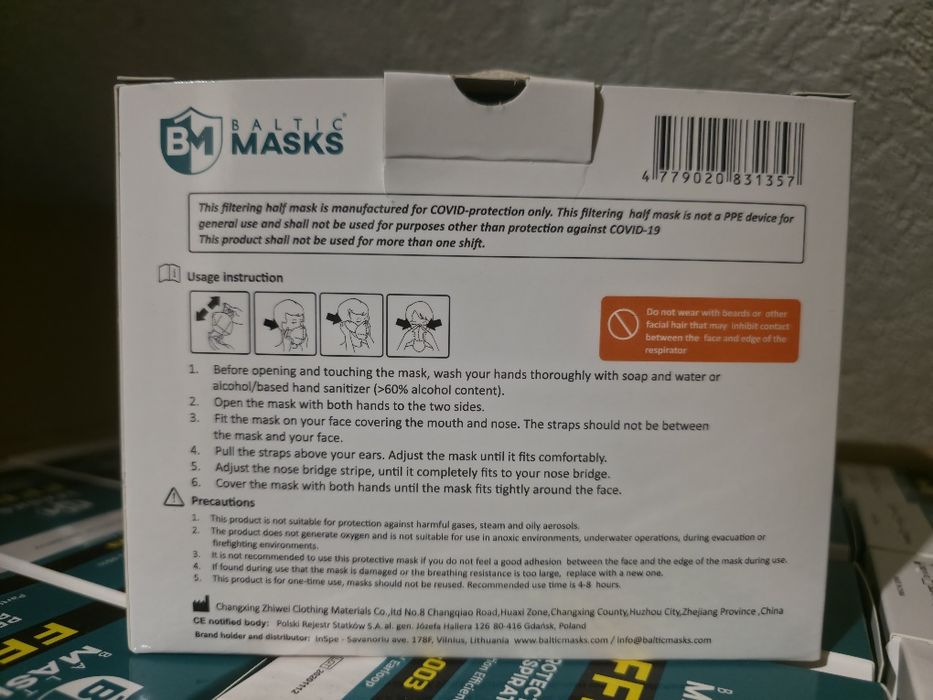 BM BALTIC MASKS
4 779020 831357
This filtering half mask is manufactured for COVID-protection only. This filtering half mask is not a PPE device for
general use and shall not be used for purposes other than protection against COVID-19
This product shall not be used for more than one shift.
Usage instruction
Do not wear with beards or other
facial hair that may inhibit contact
between the face and edge of the
respirator
1. Before opening and touching the mask, wash your hands thoroughly with soap and water or
alcohol/based hand sanitizer (>60% alcohol content).
2. Open the mask with both hands to the two sides.
3. Fit the mask on your face covering the mouth and nose. The straps should not be between
the mask and your face.
4. Pull the straps above your ears. Adjust the mask until it fits comfortably.
5. Adjust the nose bridge stripe, until it completely fits to your nose bridge.
6. Cover the mask with both hands until the mask fits tightly around the face.
Precautions
1. This product is not suitable for protection against harmful gases, steam and oily aerosols.
2. The product does not generate oxygen and is not suitable for use in anoxic environments, underwater operations, during evacuation or
firefighting environments.
3. It is not recommended to use this protective mask if you do not feel a good adhesion between the face and the edge of the mask during use.
4. If found during use that the mask is damaged or the breathing resistance is too large, replace with a new one.
5. This product is for one-time use, masks should not be reused. Recommended use time is 4-8 hours.
Changxing Zhiwei Clothing Materials Co.,ltd No.8 Changqiao Road,Huaxi Zone,Changxing County,Huzhou City,Zhejiang Province ,China
CE notified body: Polski Rejestr Statków S.A. al. gen. Józefa Hallera 126 80-416 Gdańsk, Poland
Brand holder and distributor: InSpe - Savanoriu ave. 178F, Vilnius, Lithuania www.balticmasks.com / info@balticmasks.com
Earloop
003